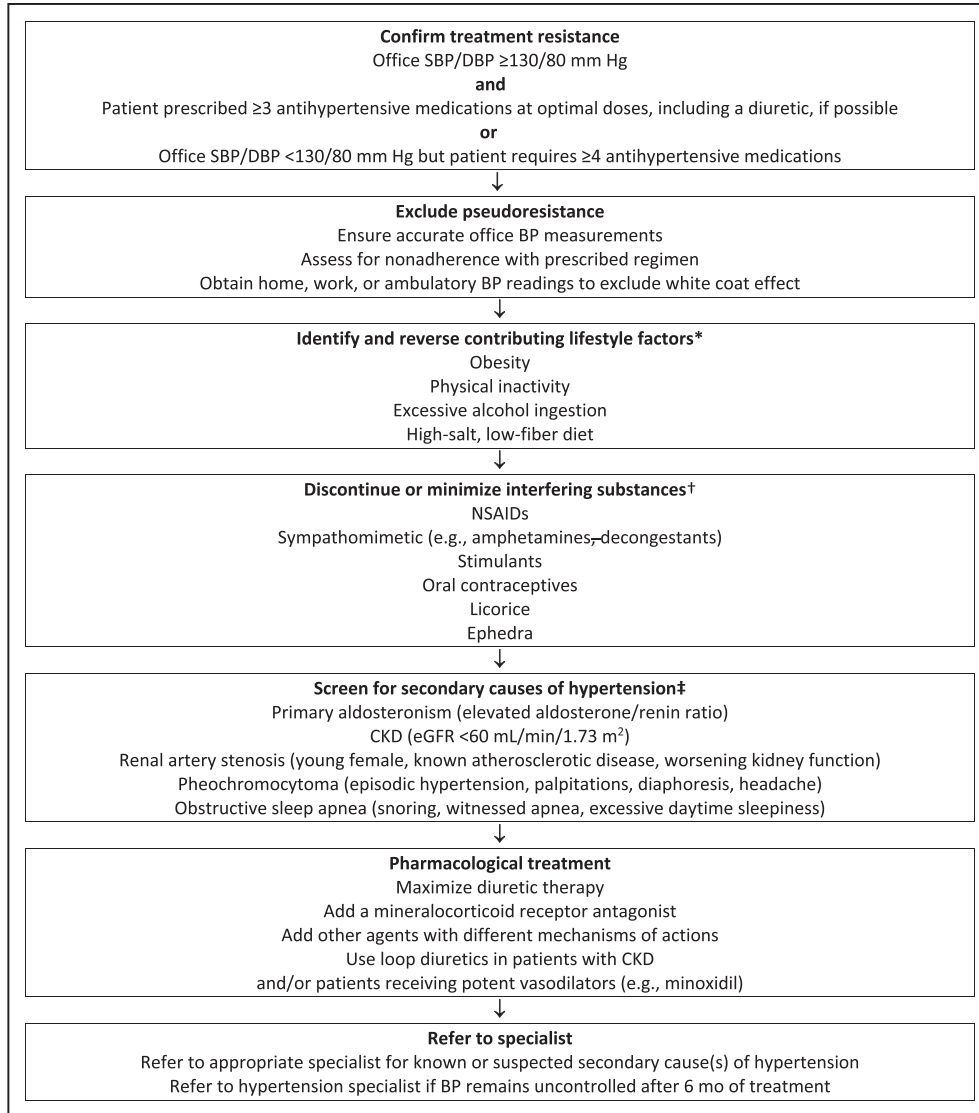 Confirm treatment resistance
Office SBP/DBP ≥130/80 mm Hg
and
Patient prescribed ≥3 antihypertensive medications at optimal doses, including a diuretic, if possible
or
Office SBP/DBP <130/80 mm Hg but patient requires ≥4 antihypertensive medications
↓
Exclude pseudoresistance
Ensure accurate office BP measurements
Assess for nonadherence with prescribed regimen
Obtain home, work, or ambulatory BP readings to exclude white coat effect
↓
Identify and reverse contributing lifestyle factors*
Obesity
Physical inactivity
Excessive alcohol ingestion
High-salt, low-fiber diet
↓
Discontinue or minimize interfering substances†
NSAIDs
Sympathomimetic (e.g., amphetamines, decongestants)
Stimulants
Oral contraceptives
Licorice
Ephedra
↓
Screen for secondary causes of hypertension‡
Primary aldosteronism (elevated aldosterone/renin ratio)
CKD (eGFR <60 mL/min/1.73 m²)
Renal artery stenosis (young female, known atherosclerotic disease, worsening kidney function)
Pheochromocytoma (episodic hypertension, palpitations, diaphoresis, headache)
Obstructive sleep apnea (snoring, witnessed apnea, excessive daytime sleepiness)
↓
Pharmacological treatment
Maximize diuretic therapy
Add a mineralocorticoid receptor antagonist
Add other agents with different mechanisms of actions
Use loop diuretics in patients with CKD
and/or patients receiving potent vasodilators (e.g., minoxidil)
↓
Refer to specialist
Refer to appropriate specialist for known or suspected secondary cause(s) of hypertension
Refer to hypertension specialist if BP remains uncontrolled after 6 mo of treatment